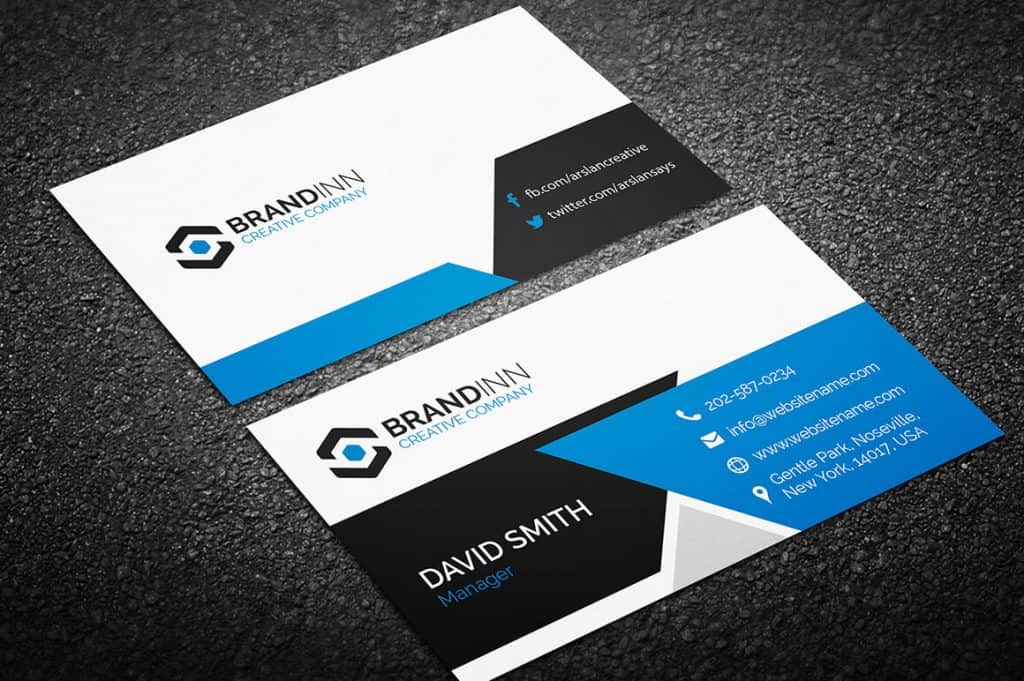 BRANDINN
CREATIVE COMPANY
fb.com/arslancreative
twitter.com/arslansays
BRANDINN
CREATIVE COMPANY
202-587-0234
info@websitename.com
www.websitename.com
Gentle Park, Noseville,
New York, 14017, USA
DAVID SMITH
Manager